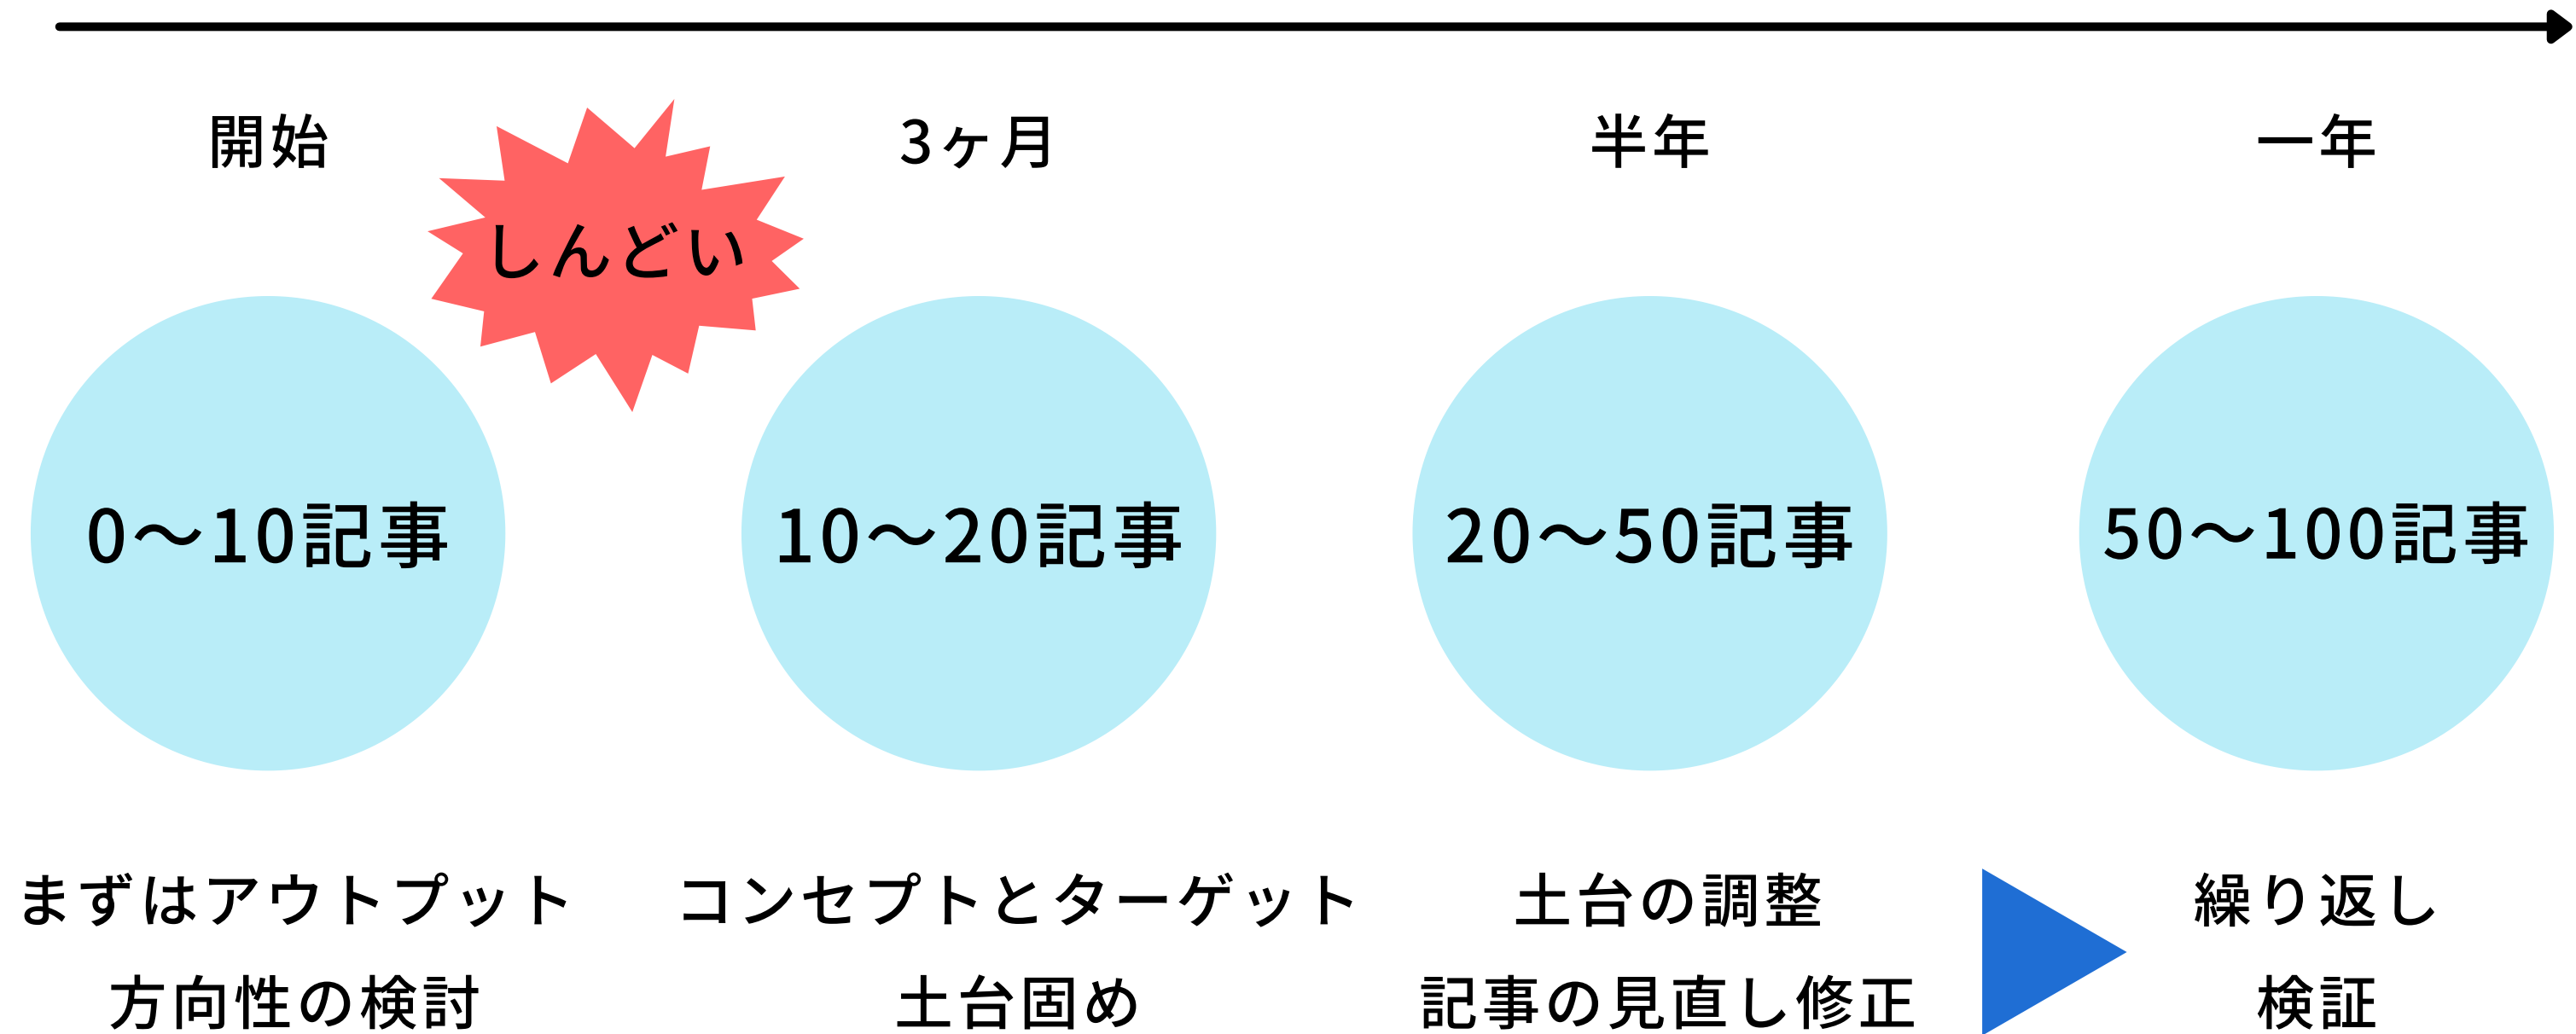 開始
3ヶ月
半年
一年
しんどい
0〜10記事
10〜20記事
20〜50記事
50〜100記事
まずはアウトプット
方向性の検討
コンセプトとターゲット
土台固め
土台の調整
記事の見直し修正
繰り返し
検証